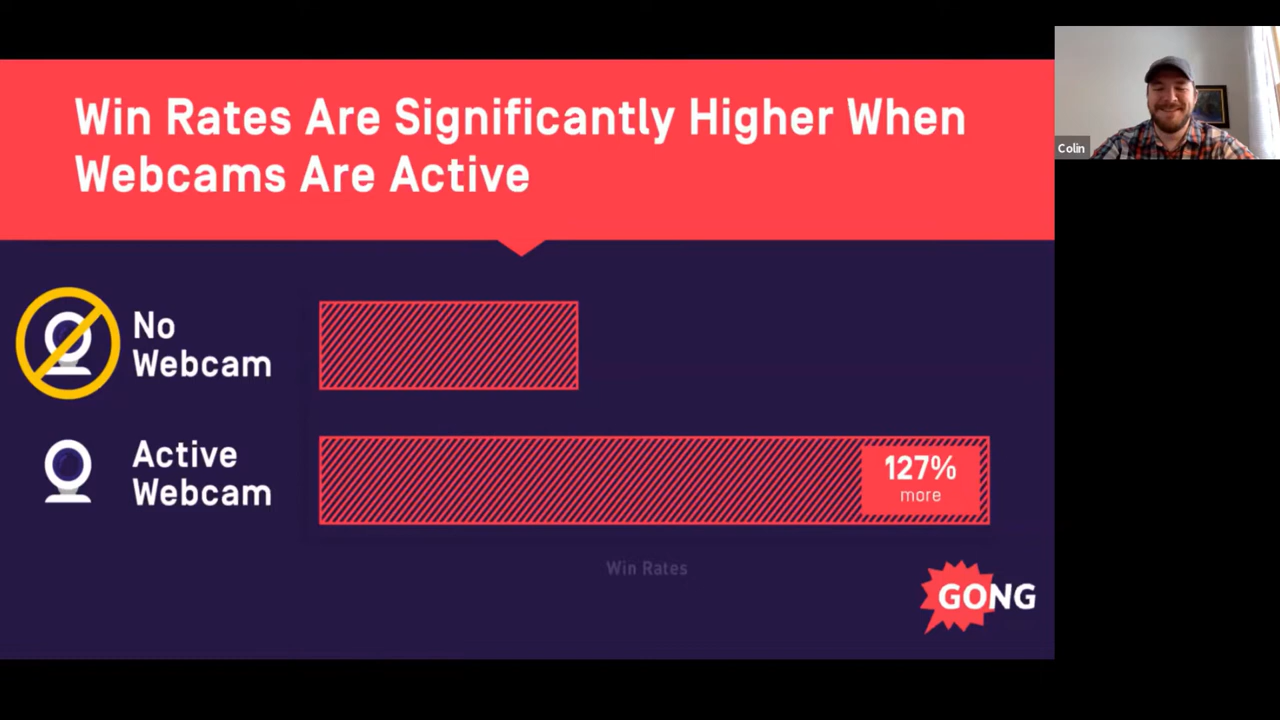 Win Rates Are Significantly Higher When
Webcams Are Active
Colin
No
Webcam
Active
Webcam
127%
more
Win Rates
GONG